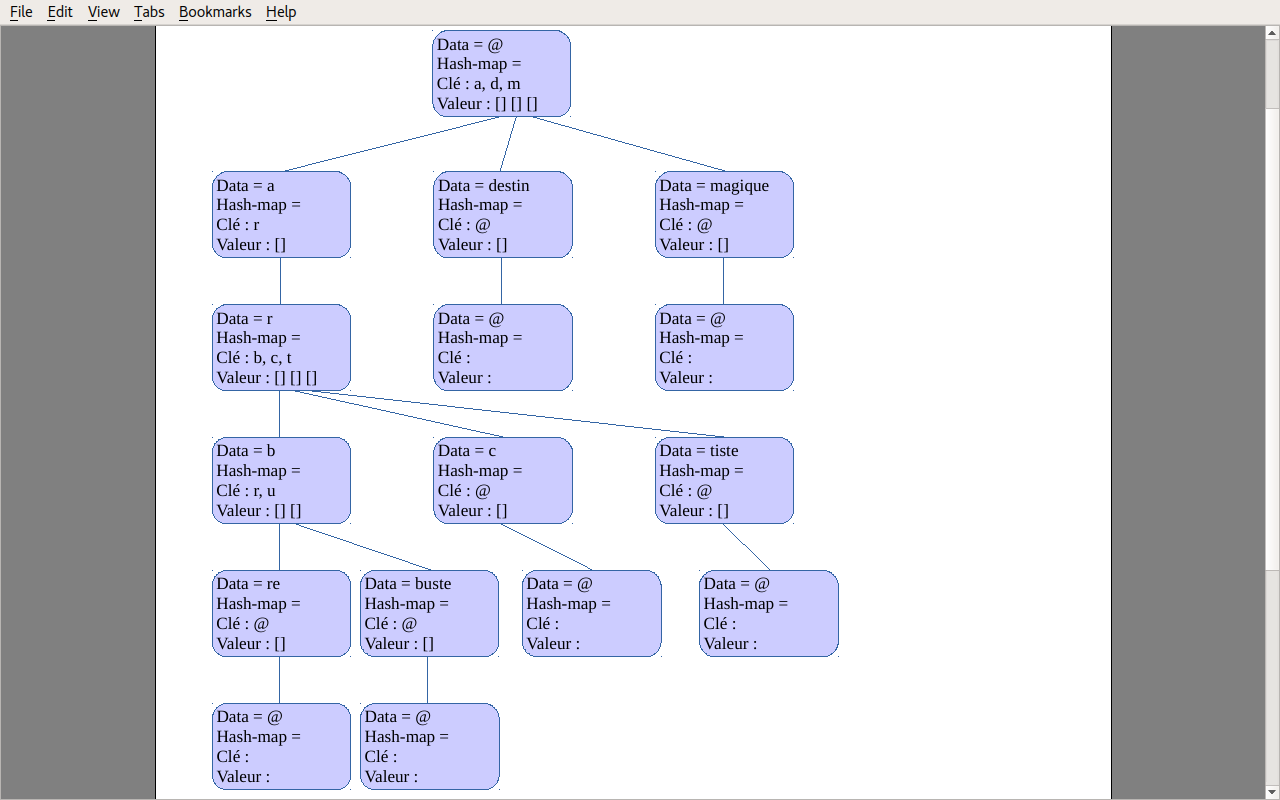 File Edit View Tabs Bookmarks Help
Data = @
Hash-map =
Clé : a, d, m
Valeur : [] [] []
Data = a
Hash-map =
Clé : r
Valeur : []
Data = destin
Hash-map =
Clé : @
Valeur : []
Data = magique
Hash-map =
Clé : @
Valeur : []
Data = r
Hash-map =
Clé : b, c, t
Valeur : [] [] []
Data = @
Hash-map =
Clé :
Valeur :
Data = @
Hash-map =
Clé :
Valeur :
Data = b
Hash-map =
Clé : r, u
Valeur : [] []
Data = c
Hash-map =
Clé : @
Valeur : []
Data = tiste
Hash-map =
Clé : @
Valeur : []
Data = re
Hash-map =
Clé : @
Valeur : []
Data = buste
Hash-map =
Clé : @
Valeur : []
Data = @
Hash-map =
Clé :
Valeur :
Data = @
Hash-map =
Clé :
Valeur :
Data = @
Hash-map =
Clé :
Valeur :
Data = @
Hash-map =
Clé :
Valeur :